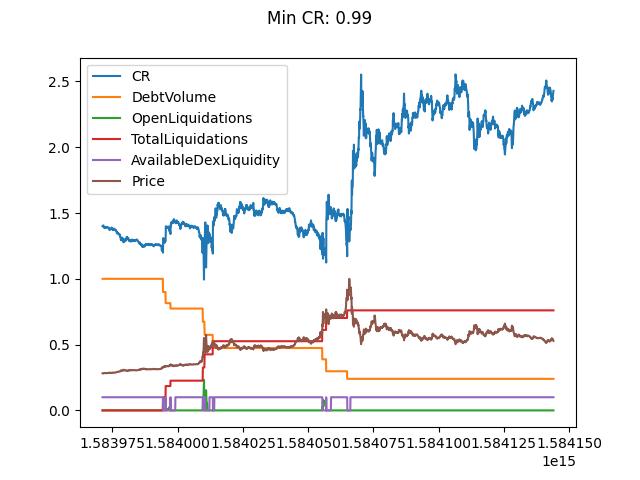 Min CR: 0.99
2.5
2.0
1.5
1.0
0.5
0.0
CR
DebtVolume
OpenLiquidations
TotalLiquidations
AvailableDexLiquidity
Price
1.583975 1.584000 1.584025 1.584050 1.584075 1.584100 1.584125 1.584150
1e15